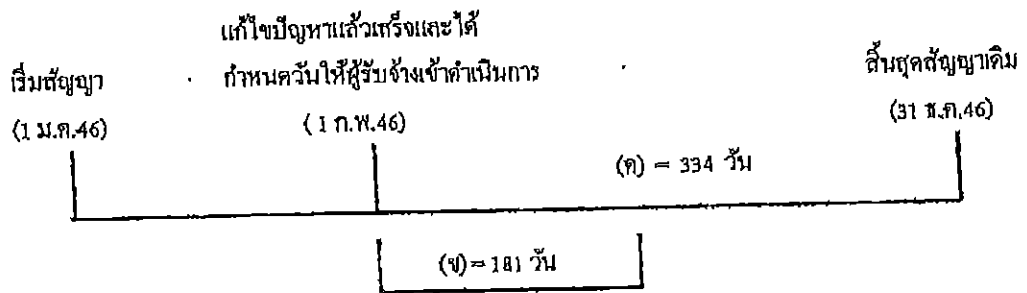 แก้ไขปัญหาแล้วเสร็จและได้
กำหนดวันให้ผู้รับจ้างเข้าดำเนินการ
เริ่มสัญญา
(1 ม.ค.46)
(1 ก.พ.46)
สิ้นสุดสัญญาเดิม
(31 ธ.ค.46)
(ค) = 334 วัน
(ข) = 181 วัน